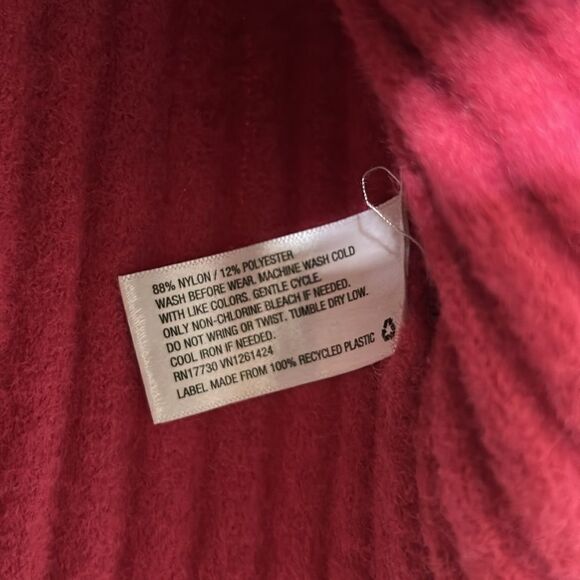 88% NYLON / 12% POLYESTER
WASH BEFORE WEAR. MACHINE WASH COLD
WITH LIKE COLORS. GENTLE CYCLE.
ONLY NON-CHLORINE BLEACH IF NEEDED.
DO NOT WRING OR TWIST. TUMBLE DRY LOW.
COOL IRON IF NEEDED.
RN17730 VN1261424
LABEL MADE FROM 100% RECYCLED PLASTIC